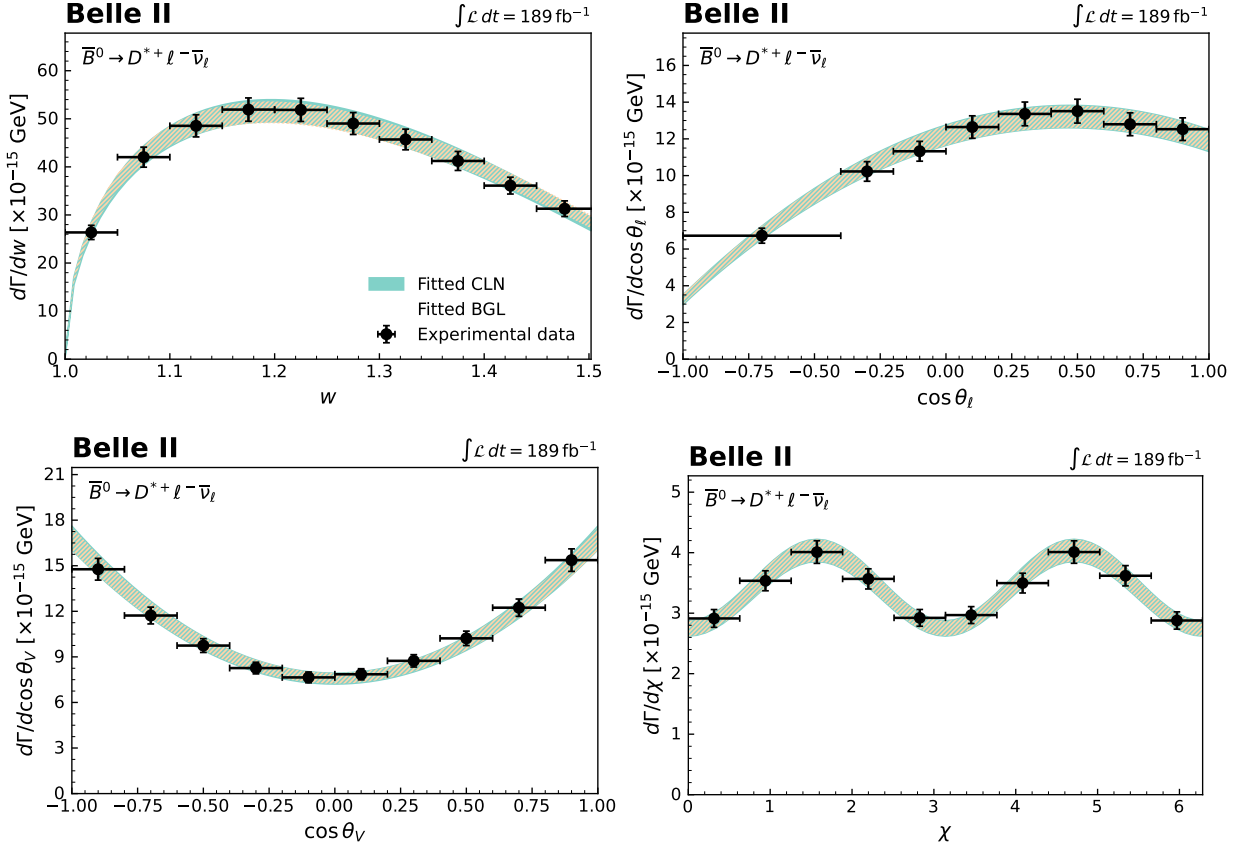 Belle II ∫ℒ dt = 189 fb⁻¹
B̅⁰ → D*⁺ ℓ⁻ ν̅ℓ
dΓ/dw [×10⁻¹⁵ GeV]
60
50
40
30
20
10
0
Fitted CLN
Fitted BGL
Experimental data
1.0 1.1 1.2 1.3 1.4 1.5
w
Belle II ∫ℒ dt = 189 fb⁻¹
B̅⁰ → D*⁺ ℓ⁻ ν̅ℓ
dΓ/dcos θℓ [×10⁻¹⁵ GeV]
16
14
12
10
8
6
4
2
0
−1.00 −0.75 −0.50 −0.25 0.00 0.25 0.50 0.75 1.00
cos θℓ
Belle II ∫ℒ dt = 189 fb⁻¹
B̅⁰ → D*⁺ ℓ⁻ ν̅ℓ
dΓ/dcos θV [×10⁻¹⁵ GeV]
21
18
15
12
9
6
3
0
−1.00 −0.75 −0.50 −0.25 0.00 0.25 0.50 0.75 1.00
cos θV
Belle II ∫ℒ dt = 189 fb⁻¹
B̅⁰ → D*⁺ ℓ⁻ ν̅ℓ
dΓ/dχ [×10⁻¹⁵ GeV]
5
4
3
2
1
0
0 1 2 3 4 5 6
χ